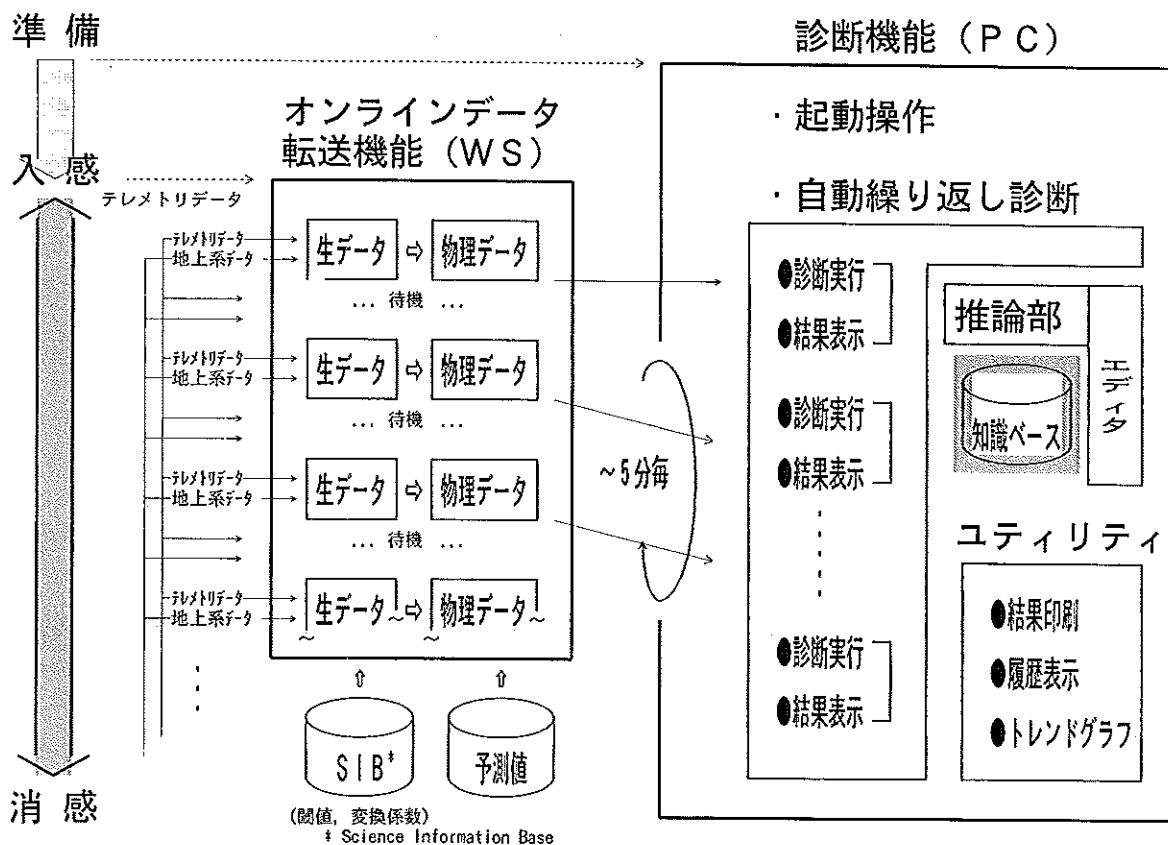 準 備
診断機能(PC)
オンラインデータ
転送機能(WS)
・起動操作
入 感
テレメトリデータ
・自動繰り返し診断
テレメトリデータ
地上系データ
生データ ⇨ 物理データ
... 待機 ...
●診断実行
●結果表示
推論部
エディタ
知識ベース
テレメトリデータ
地上系データ
生データ ⇨ 物理データ
... 待機 ...
●診断実行
●結果表示
~5分毎
テレメトリデータ
地上系データ
生データ ⇨ 物理データ
... 待機 ...
ユティリティ
●結果印刷
●履歴表示
●トレンドグラフ
テレメトリデータ
地上系データ
生データ~ ⇨ 物理データ~
●診断実行
●結果表示
SIB*
予測値
消 感
(閾値, 変換係数)
* Science Information Base